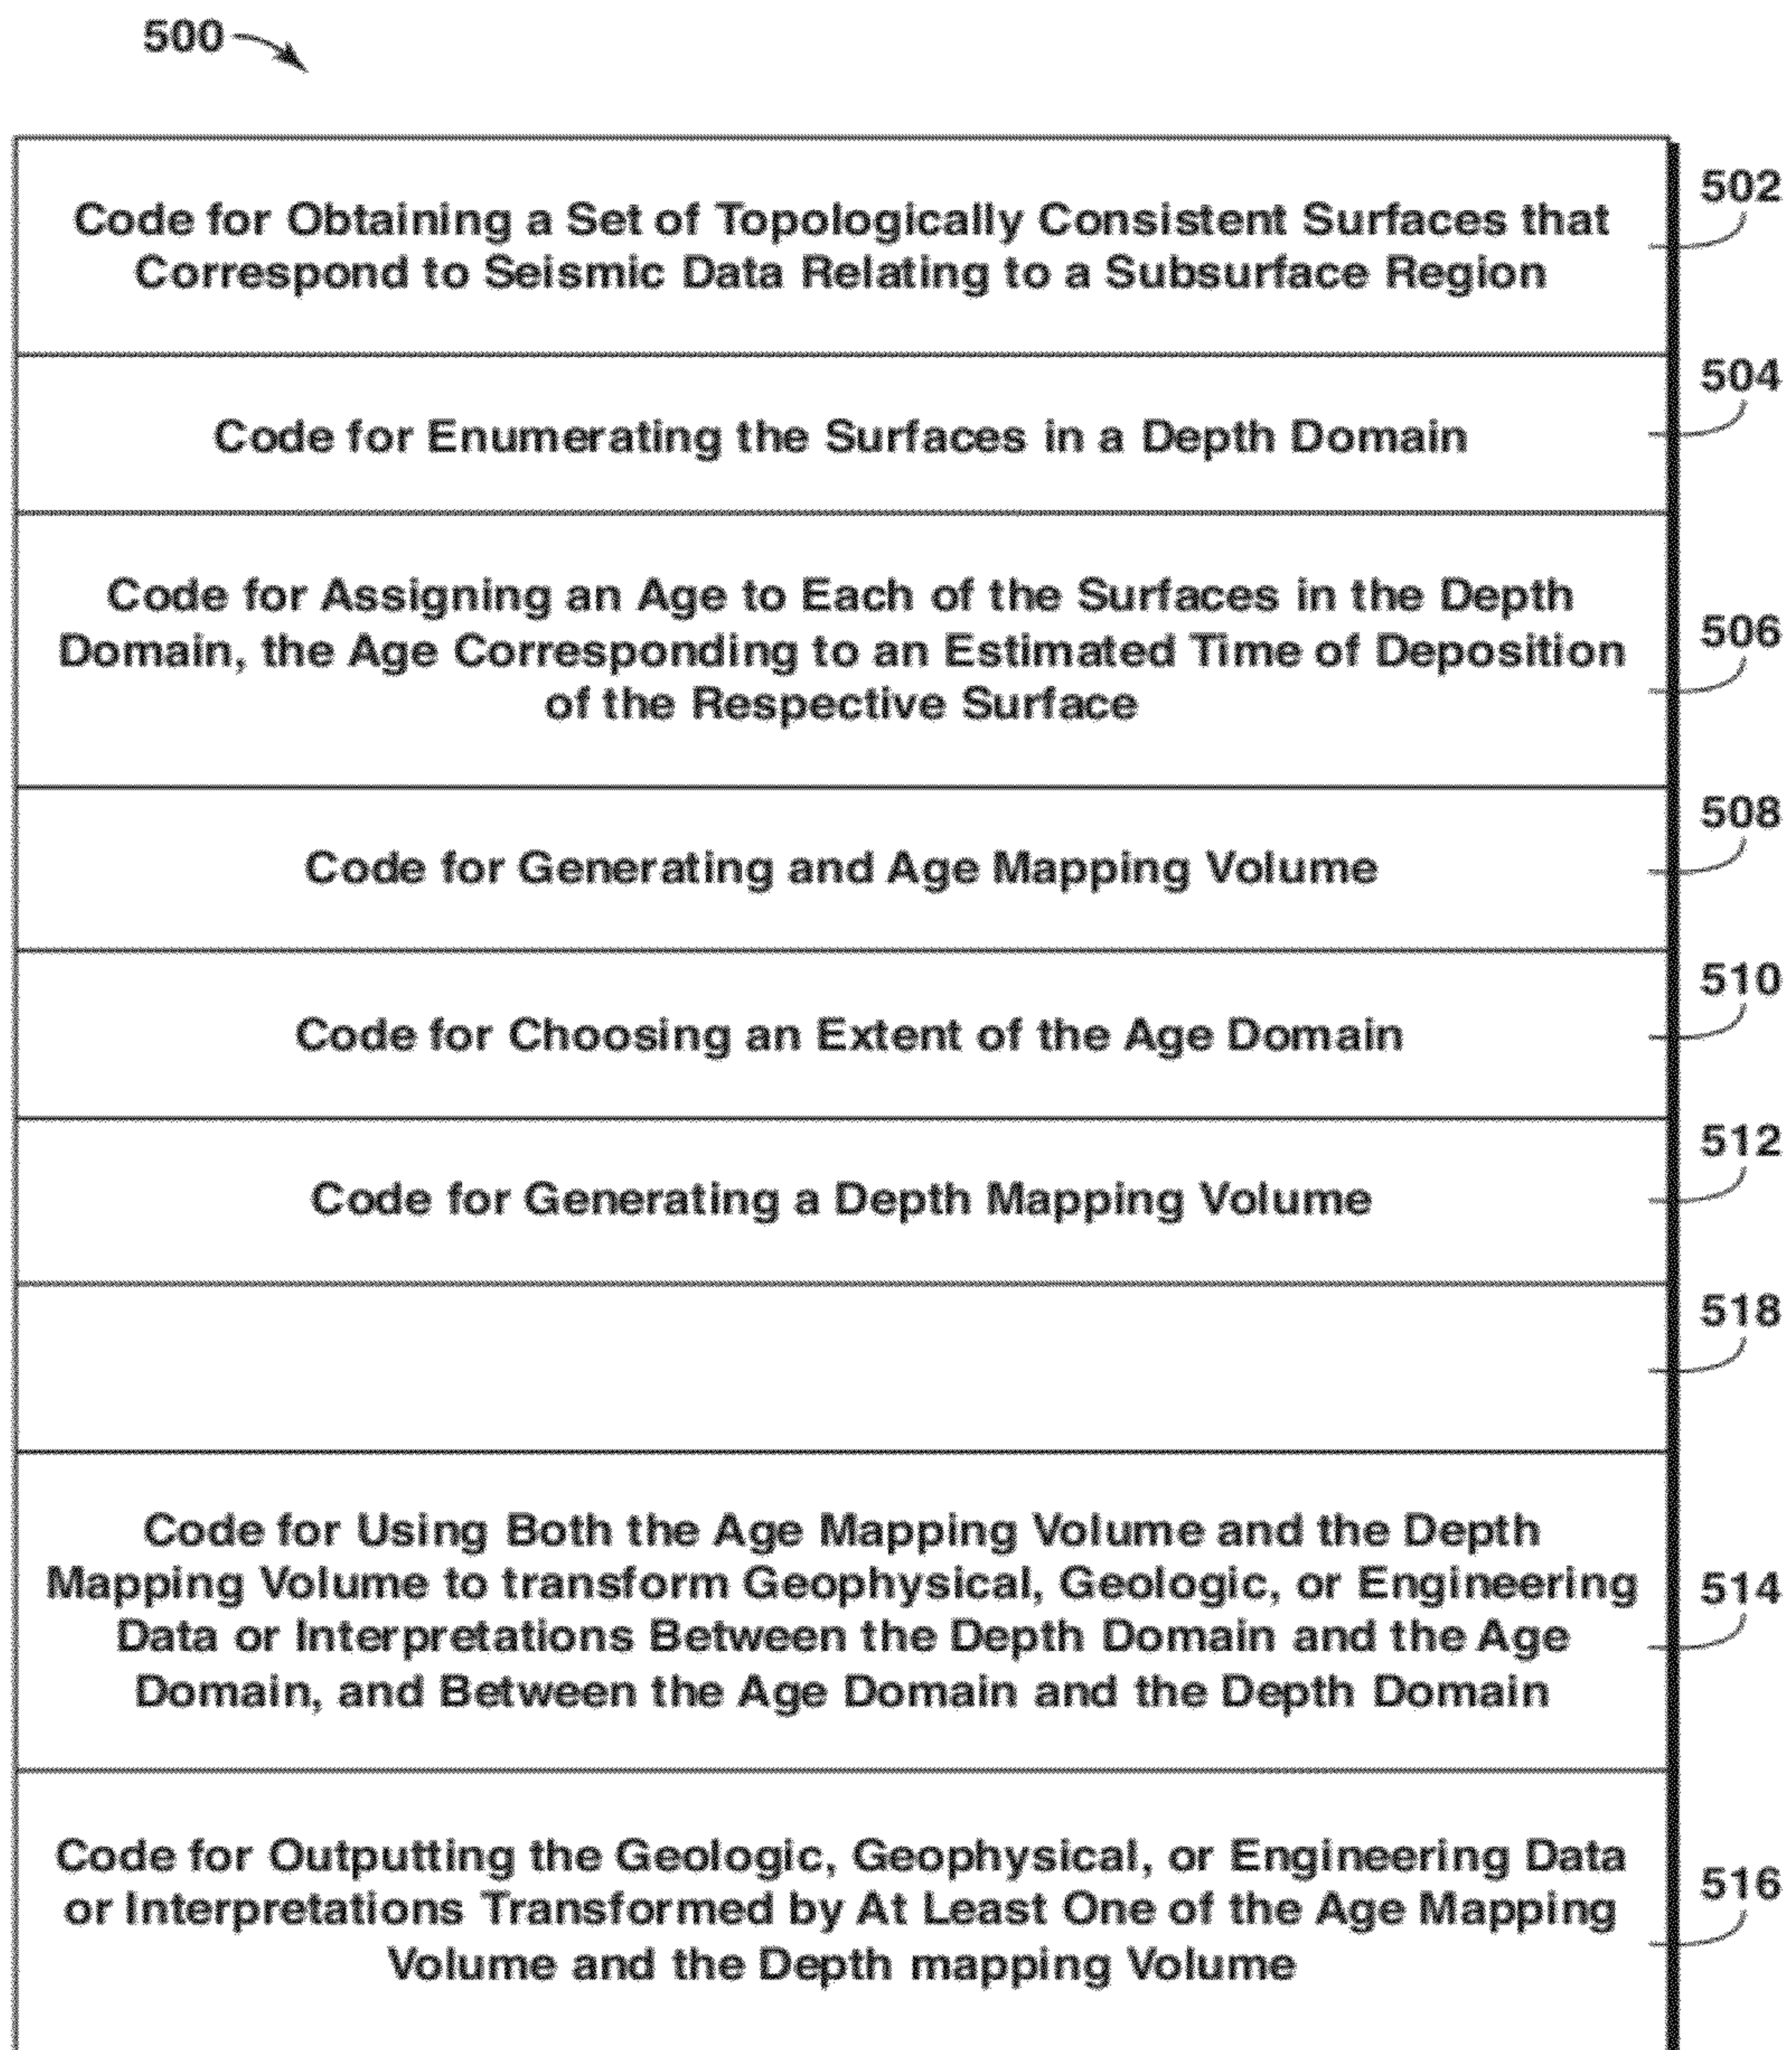 500
Code for Obtaining a Set of Topologically Consistent Surfaces that
Correspond to Seismic Data Relating to a Subsurface Region
502
Code for Enumerating the Surfaces in a Depth Domain
504
Code for Assigning an Age to Each of the Surfaces in the Depth
Domain, the Age Corresponding to an Estimated Time of Deposition
of the Respective Surface
506
Code for Generating and Age Mapping Volume
508
Code for Choosing an Extent of the Age Domain
510
Code for Generating a Depth Mapping Volume
512
518
Code for Using Both the Age Mapping Volume and the Depth
Mapping Volume to transform Geophysical, Geologic, or Engineering
Data or Interpretations Between the Depth Domain and the Age
Domain, and Between the Age Domain and the Depth Domain
514
Code for Outputting the Geologic, Geophysical, or Engineering Data
or Interpretations Transformed by At Least One of the Age Mapping
Volume and the Depth mapping Volume
516